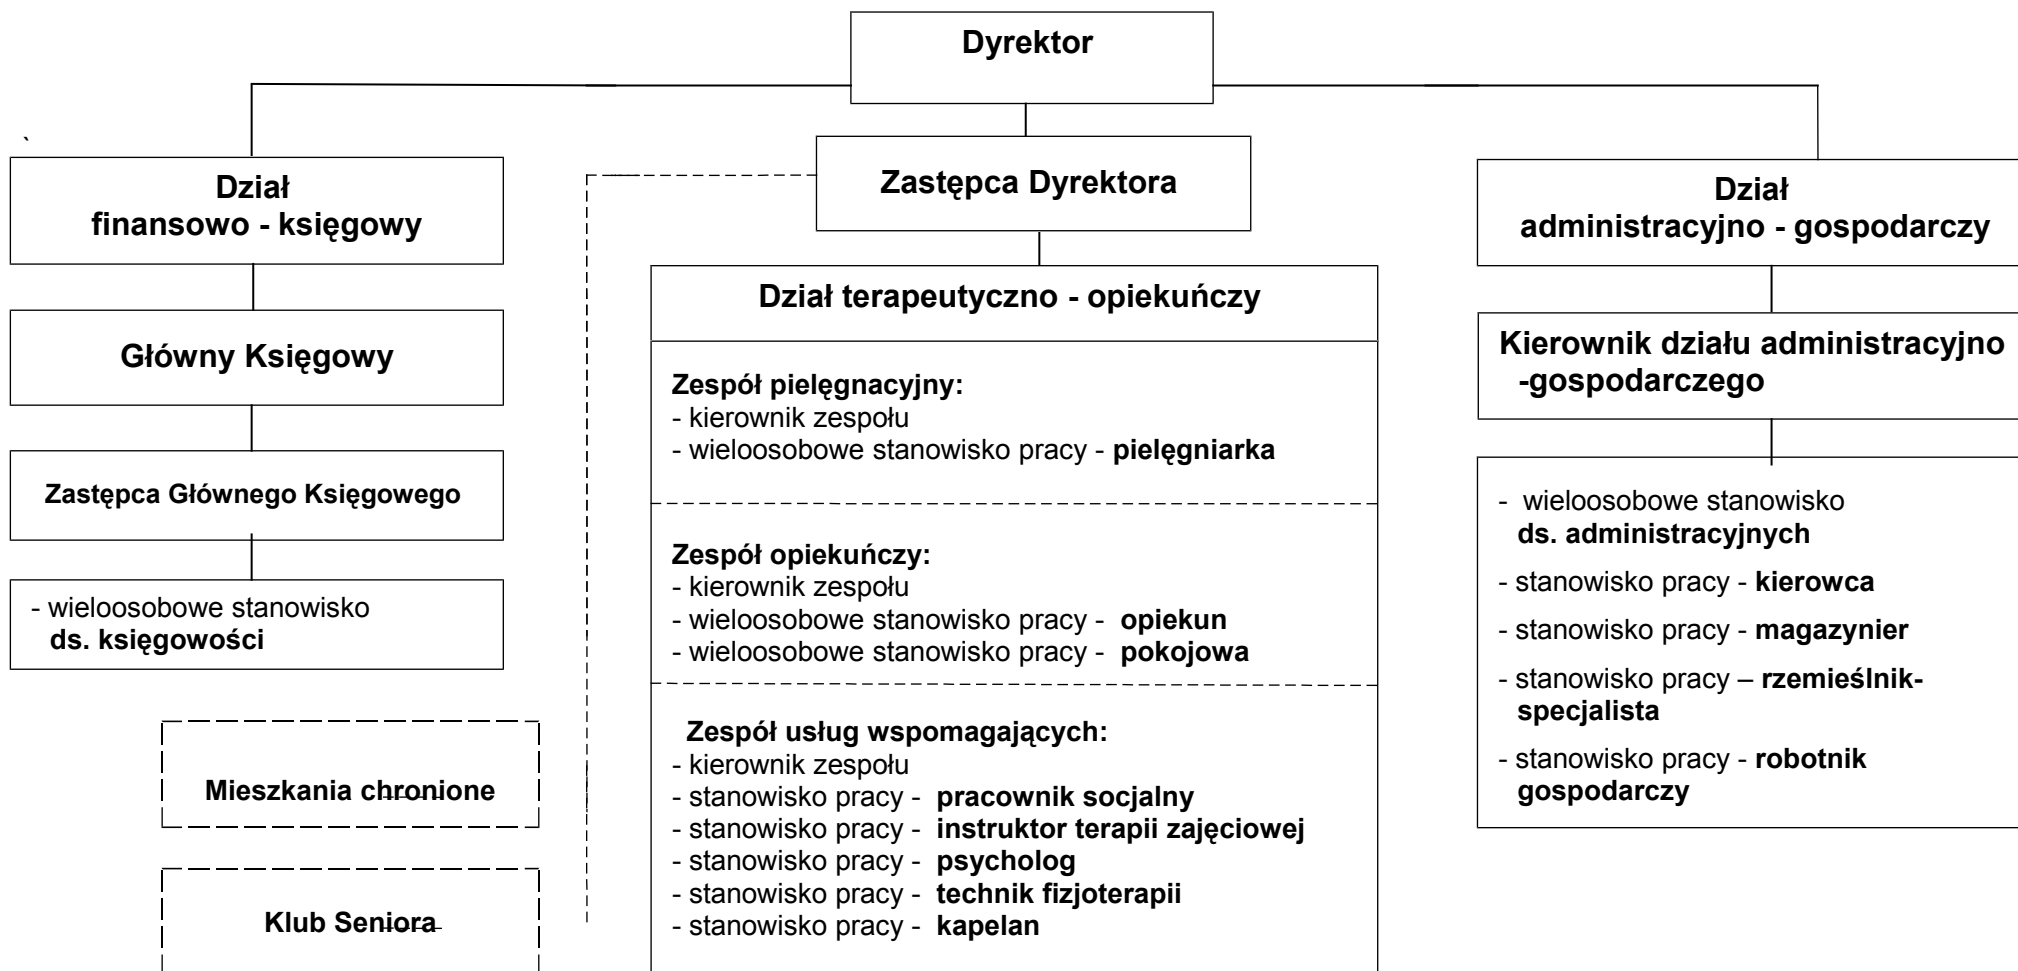 Dyrektor
`
Dział
finansowo - księgowy
Główny Księgowy
Zastępca Głównego Księgowego
- wieloosobowe stanowisko
ds. księgowości
Mieszkania chronione
Klub Seniora
Zastępca Dyrektora
Dział terapeutyczno - opiekuńczy
Zespół pielęgnacyjny:
- kierownik zespołu
- wieloosobowe stanowisko pracy - pielęgniarka
Zespół opiekuńczy:
- kierownik zespołu
- wieloosobowe stanowisko pracy - opiekun
- wieloosobowe stanowisko pracy - pokojowa
Zespół usług wspomagających:
- kierownik zespołu
- stanowisko pracy - pracownik socjalny
- stanowisko pracy - instruktor terapii zajęciowej
- stanowisko pracy - psycholog
- stanowisko pracy - technik fizjoterapii
- stanowisko pracy - kapelan
Dział
administracyjno - gospodarczy
Kierownik działu administracyjno
-gospodarczego
- wieloosobowe stanowisko
ds. administracyjnych
- stanowisko pracy - kierowca
- stanowisko pracy - magazynier
- stanowisko pracy – rzemieślnik-
specjalista
- stanowisko pracy - robotnik
gospodarczy